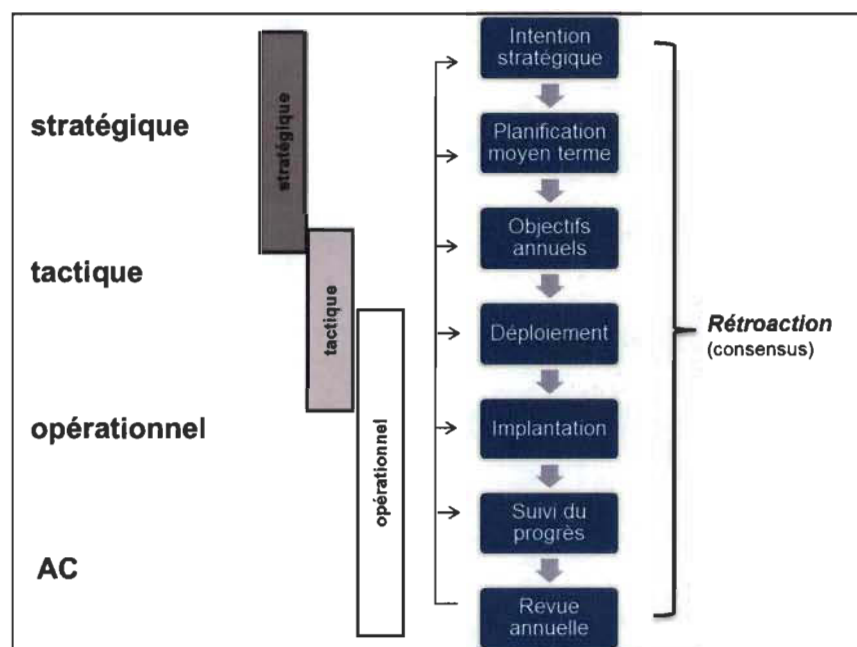 stratégique
tactique
opérationnel
AC
stratégique
tactique
opérationnel
Intention
stratégique
Planification
moyen terme
Objectifs
annuels
Déploiement
Implantation
Suivi du
progrès
Revue
annuelle
Rétroaction
(consensus)